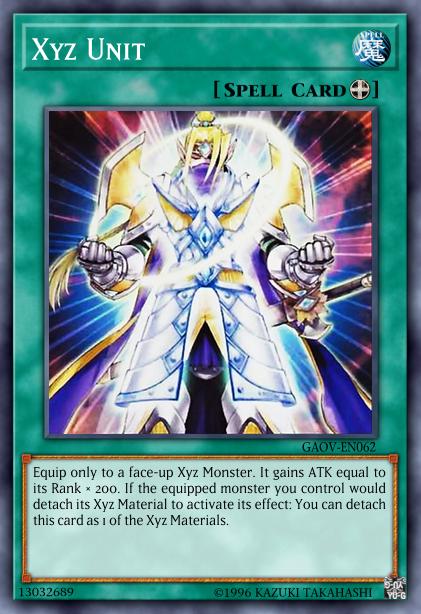 Xyz Unit
SPELL
魔
[Spell Card]
GAOV-EN062
Equip only to a face-up Xyz Monster. It gains ATK equal to
its Rank × 200. If the equipped monster you control would
detach its Xyz Material to activate its effect: You can detach
this card as 1 of the Xyz Materials.
13032689
©1996 KAZUKI TAKAHASHI